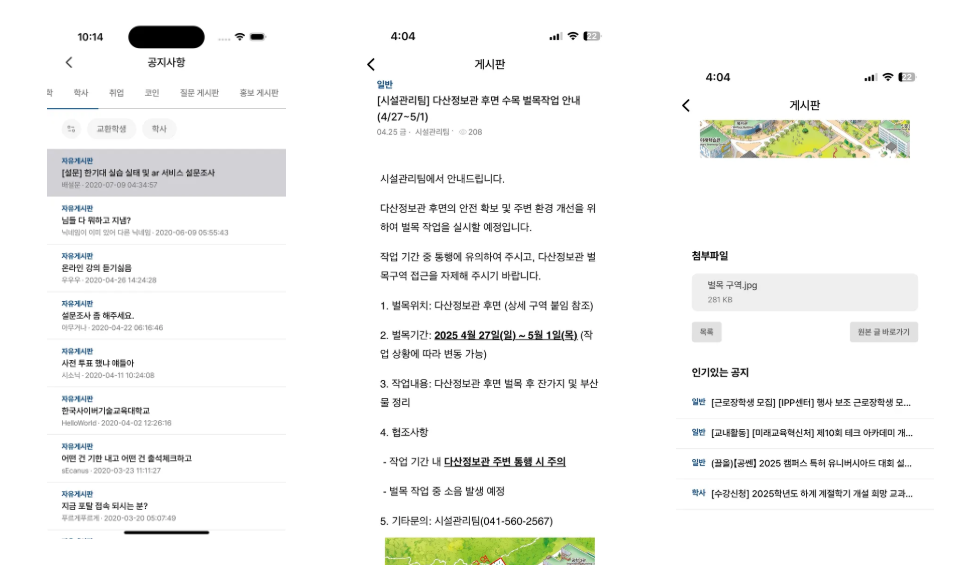 10:14
공지사항
학 학사 취업 코인 질문 게시판 홍보 게시판
교환학생 학사
자유게시판
[설문] 한기대 실습 실태 및 ar 서비스 설문조사
배설문 · 2020-07-09 04:34:57
자유게시판
님들 다 뭐하고 지냄?
닉네임이 이미 있어 다른 닉네임 · 2020-06-09 05:55:43
자유게시판
온라인 강의 듣기싫음
우우우 · 2020-04-26 14:24:28
자유게시판
설문조사 좀 해주세요.
아무거나 · 2020-04-22 06:16:46
자유게시판
사전 투표 했냐 얘들아
시소닉 · 2020-04-11 10:24:08
자유게시판
한국사이버기술교육대학교
HelloWorld · 2020-04-02 12:26:16
자유게시판
어떤 건 기한 내고 어떤 건 출석체크하고
sEcanus · 2020-03-23 11:11:27
자유게시판
지금 포탈 접속 되시는 분?
푸르게푸르게 · 2020-03-20 05:07:49
4:04
22
게시판
일반
[시설관리팀] 다산정보관 후면 수목 벌목작업 안내
(4/27~5/1)
04.25 금 · 시설관리팀 · 208
시설관리팀에서 안내드립니다.
다산정보관 후면의 안전 확보 및 주변 환경 개선을 위
하여 벌목 작업을 실시할 예정입니다.
작업 기간 중 통행에 유의하여 주시고, 다산정보관 벌
목구역 접근을 자제해 주시기 바랍니다.
1. 벌목위치: 다산정보관 후면 (상세 구역 붙임 참조)
2. 벌목기간: 2025 4월 27일(일) ~ 5월 1일(목) (작
업 상황에 따라 변동 가능)
3. 작업내용: 다산정보관 후면 벌목 후 잔가지 및 부산
물 정리
4. 협조사항
- 작업 기간 내 다산정보관 주변 통행 시 주의
- 벌목 작업 중 소음 발생 예정
5. 기타문의: 시설관리팀(041-560-2567)
4:04
22
게시판
첨부파일
벌목 구역.jpg
281 KB
목록 원본 글 바로가기
인기있는 공지
일반 [근로장학생 모집] [IPP센터] 행사 보조 근로장학생 모...
일반 [교내활동] [미래교육혁신처] 제10회 테크 아카데미 개...
일반 (끌올)[공벤] 2025 캠퍼스 특허 유니버시아드 대회 설...
학사 [수강신청] 2025학년도 하계 계절학기 개설 희망 교과...